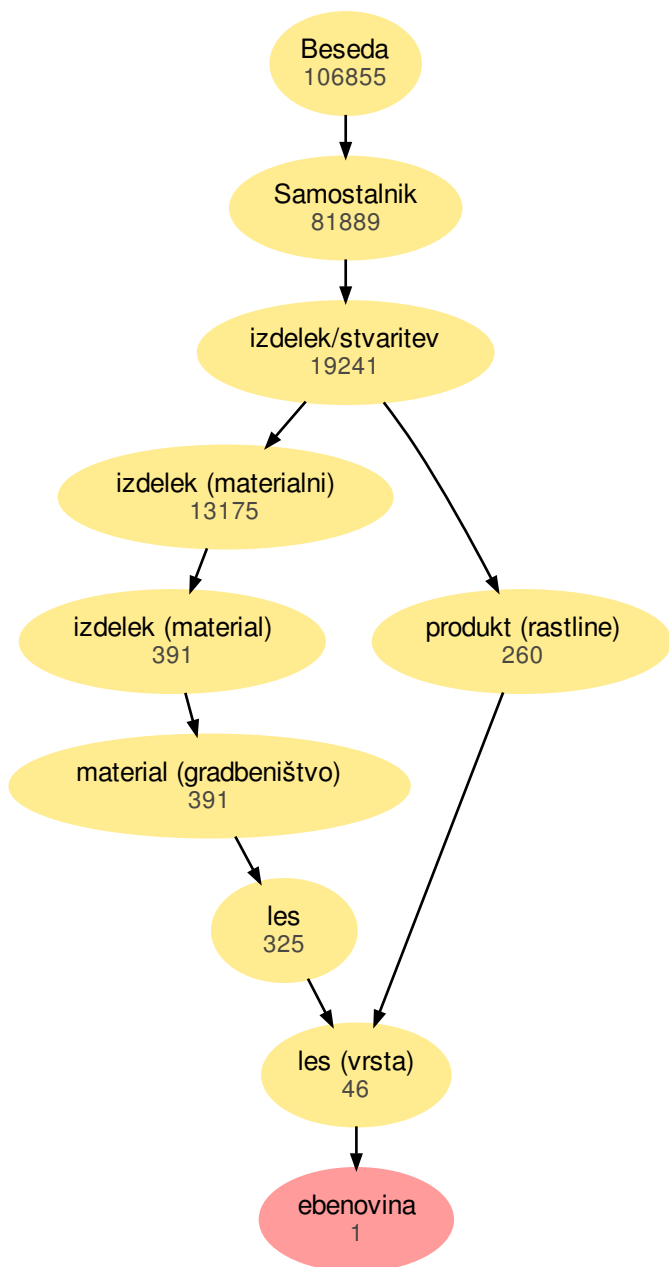 Beseda
106855
Samostalnik
81889
izdelek/stvaritev
19241
izdelek (materialni)
13175
izdelek (material)
391
produkt (rastline)
260
material (gradbeništvo)
391
les
325
les (vrsta)
46
ebenovina
1